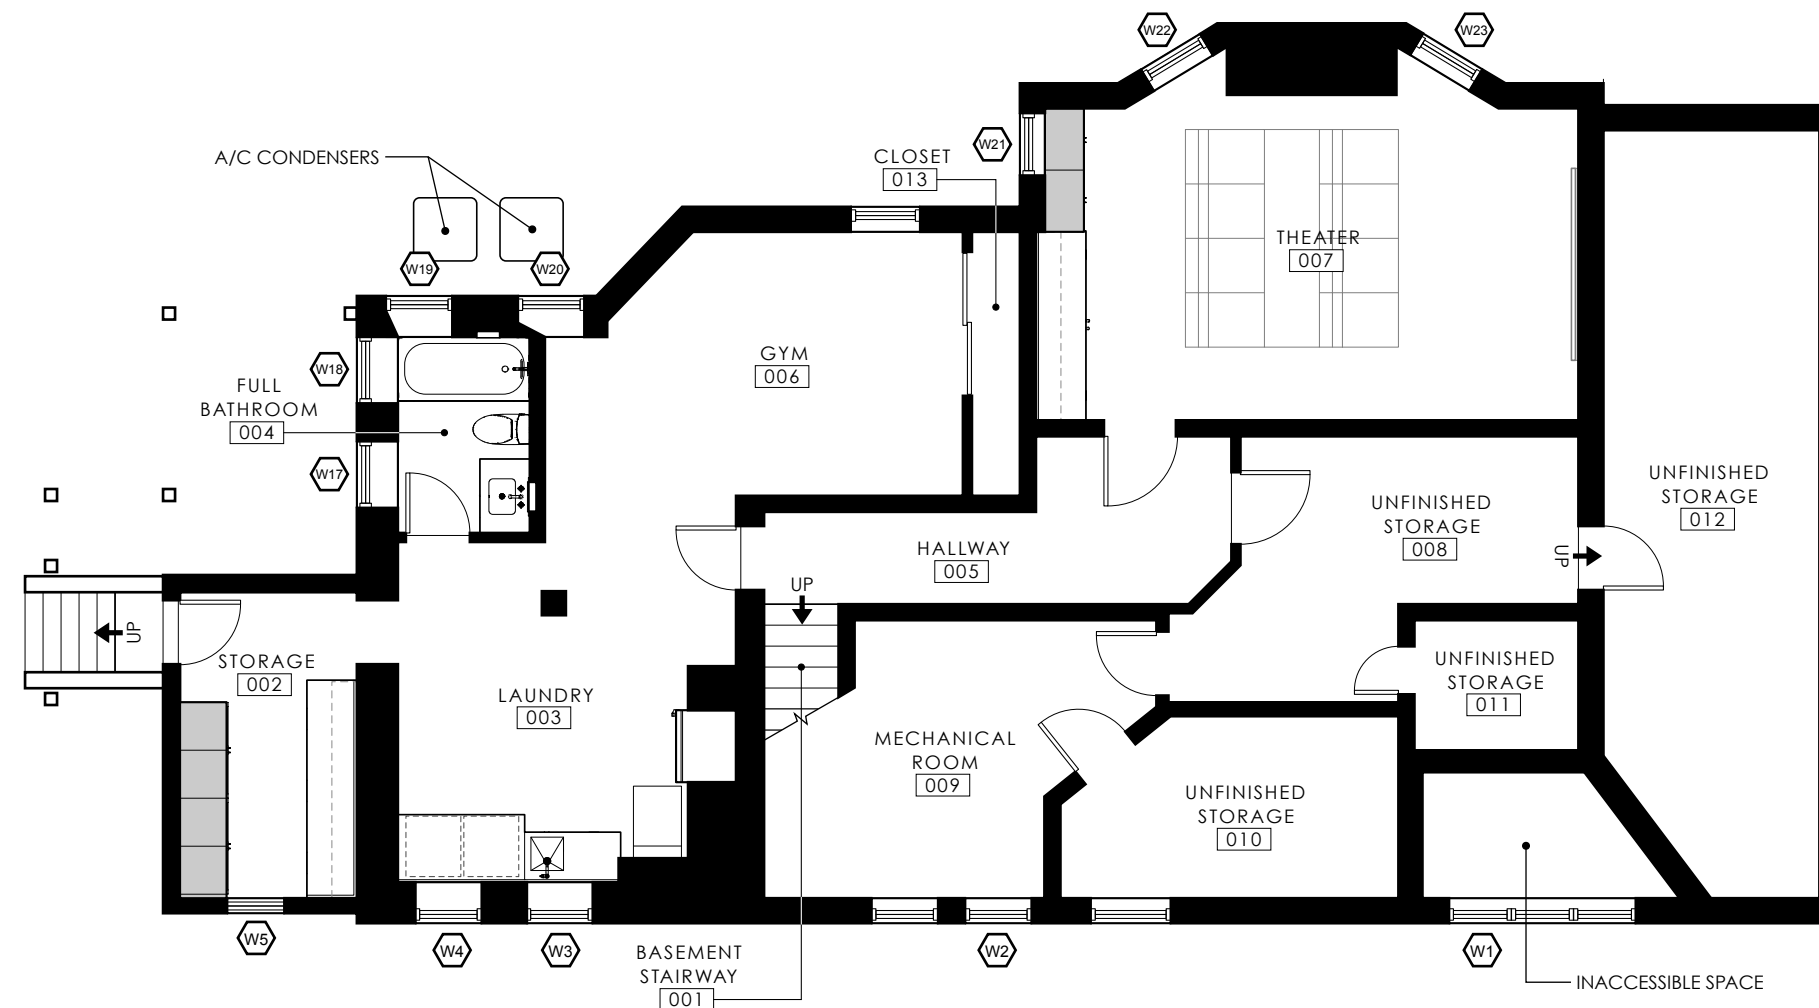 W22
W23
A/C CONDENSERS
CLOSET
013
W21
W19
W20
THEATER
007
GYM
006
W18
FULL
BATHROOM
004
W17
UNFINISHED
STORAGE
012
UNFINISHED
STORAGE
008
HALLWAY
005
UP
UP
UP
STORAGE
002
LAUNDRY
003
UNFINISHED
STORAGE
011
MECHANICAL
ROOM
009
UNFINISHED
STORAGE
010
W5
W4
W3
W2
W1
BASEMENT
STAIRWAY
001
INACCESSIBLE SPACE